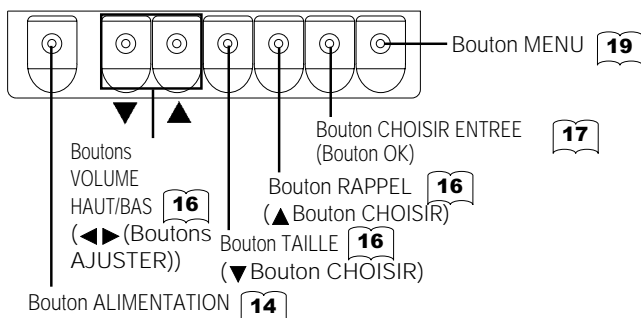 Bouton MENU 19
Bouton CHOISIR ENTREE 17
(Bouton OK)
Bouton RAPPEL 16
(▲Bouton CHOISIR)
Boutons
VOLUME
HAUT/BAS 16
(◀▶(Boutons
AJUSTER))
Bouton TAILLE 16
(▼Bouton CHOISIR)
Bouton ALIMENTATION 14